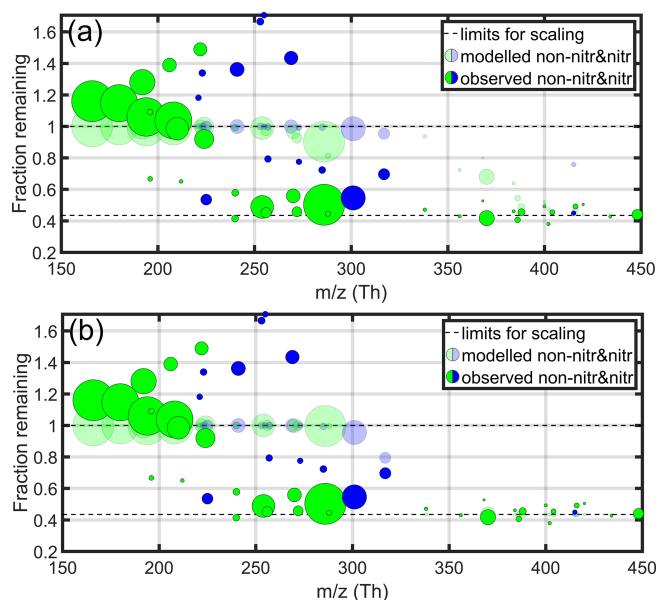 (a)
limits for scaling
modelled non-nitr&nitr
observed non-nitr&nitr
Fraction remaining
1.6
1.4
1.2
1
0.8
0.6
0.4
0.2
150 200 250 300 350 400 450
m/z (Th)
(b)
limits for scaling
modelled non-nitr&nitr
observed non-nitr&nitr
Fraction remaining
1.6
1.4
1.2
1
0.8
0.6
0.4
0.2
150 200 250 300 350 400 450
m/z (Th)